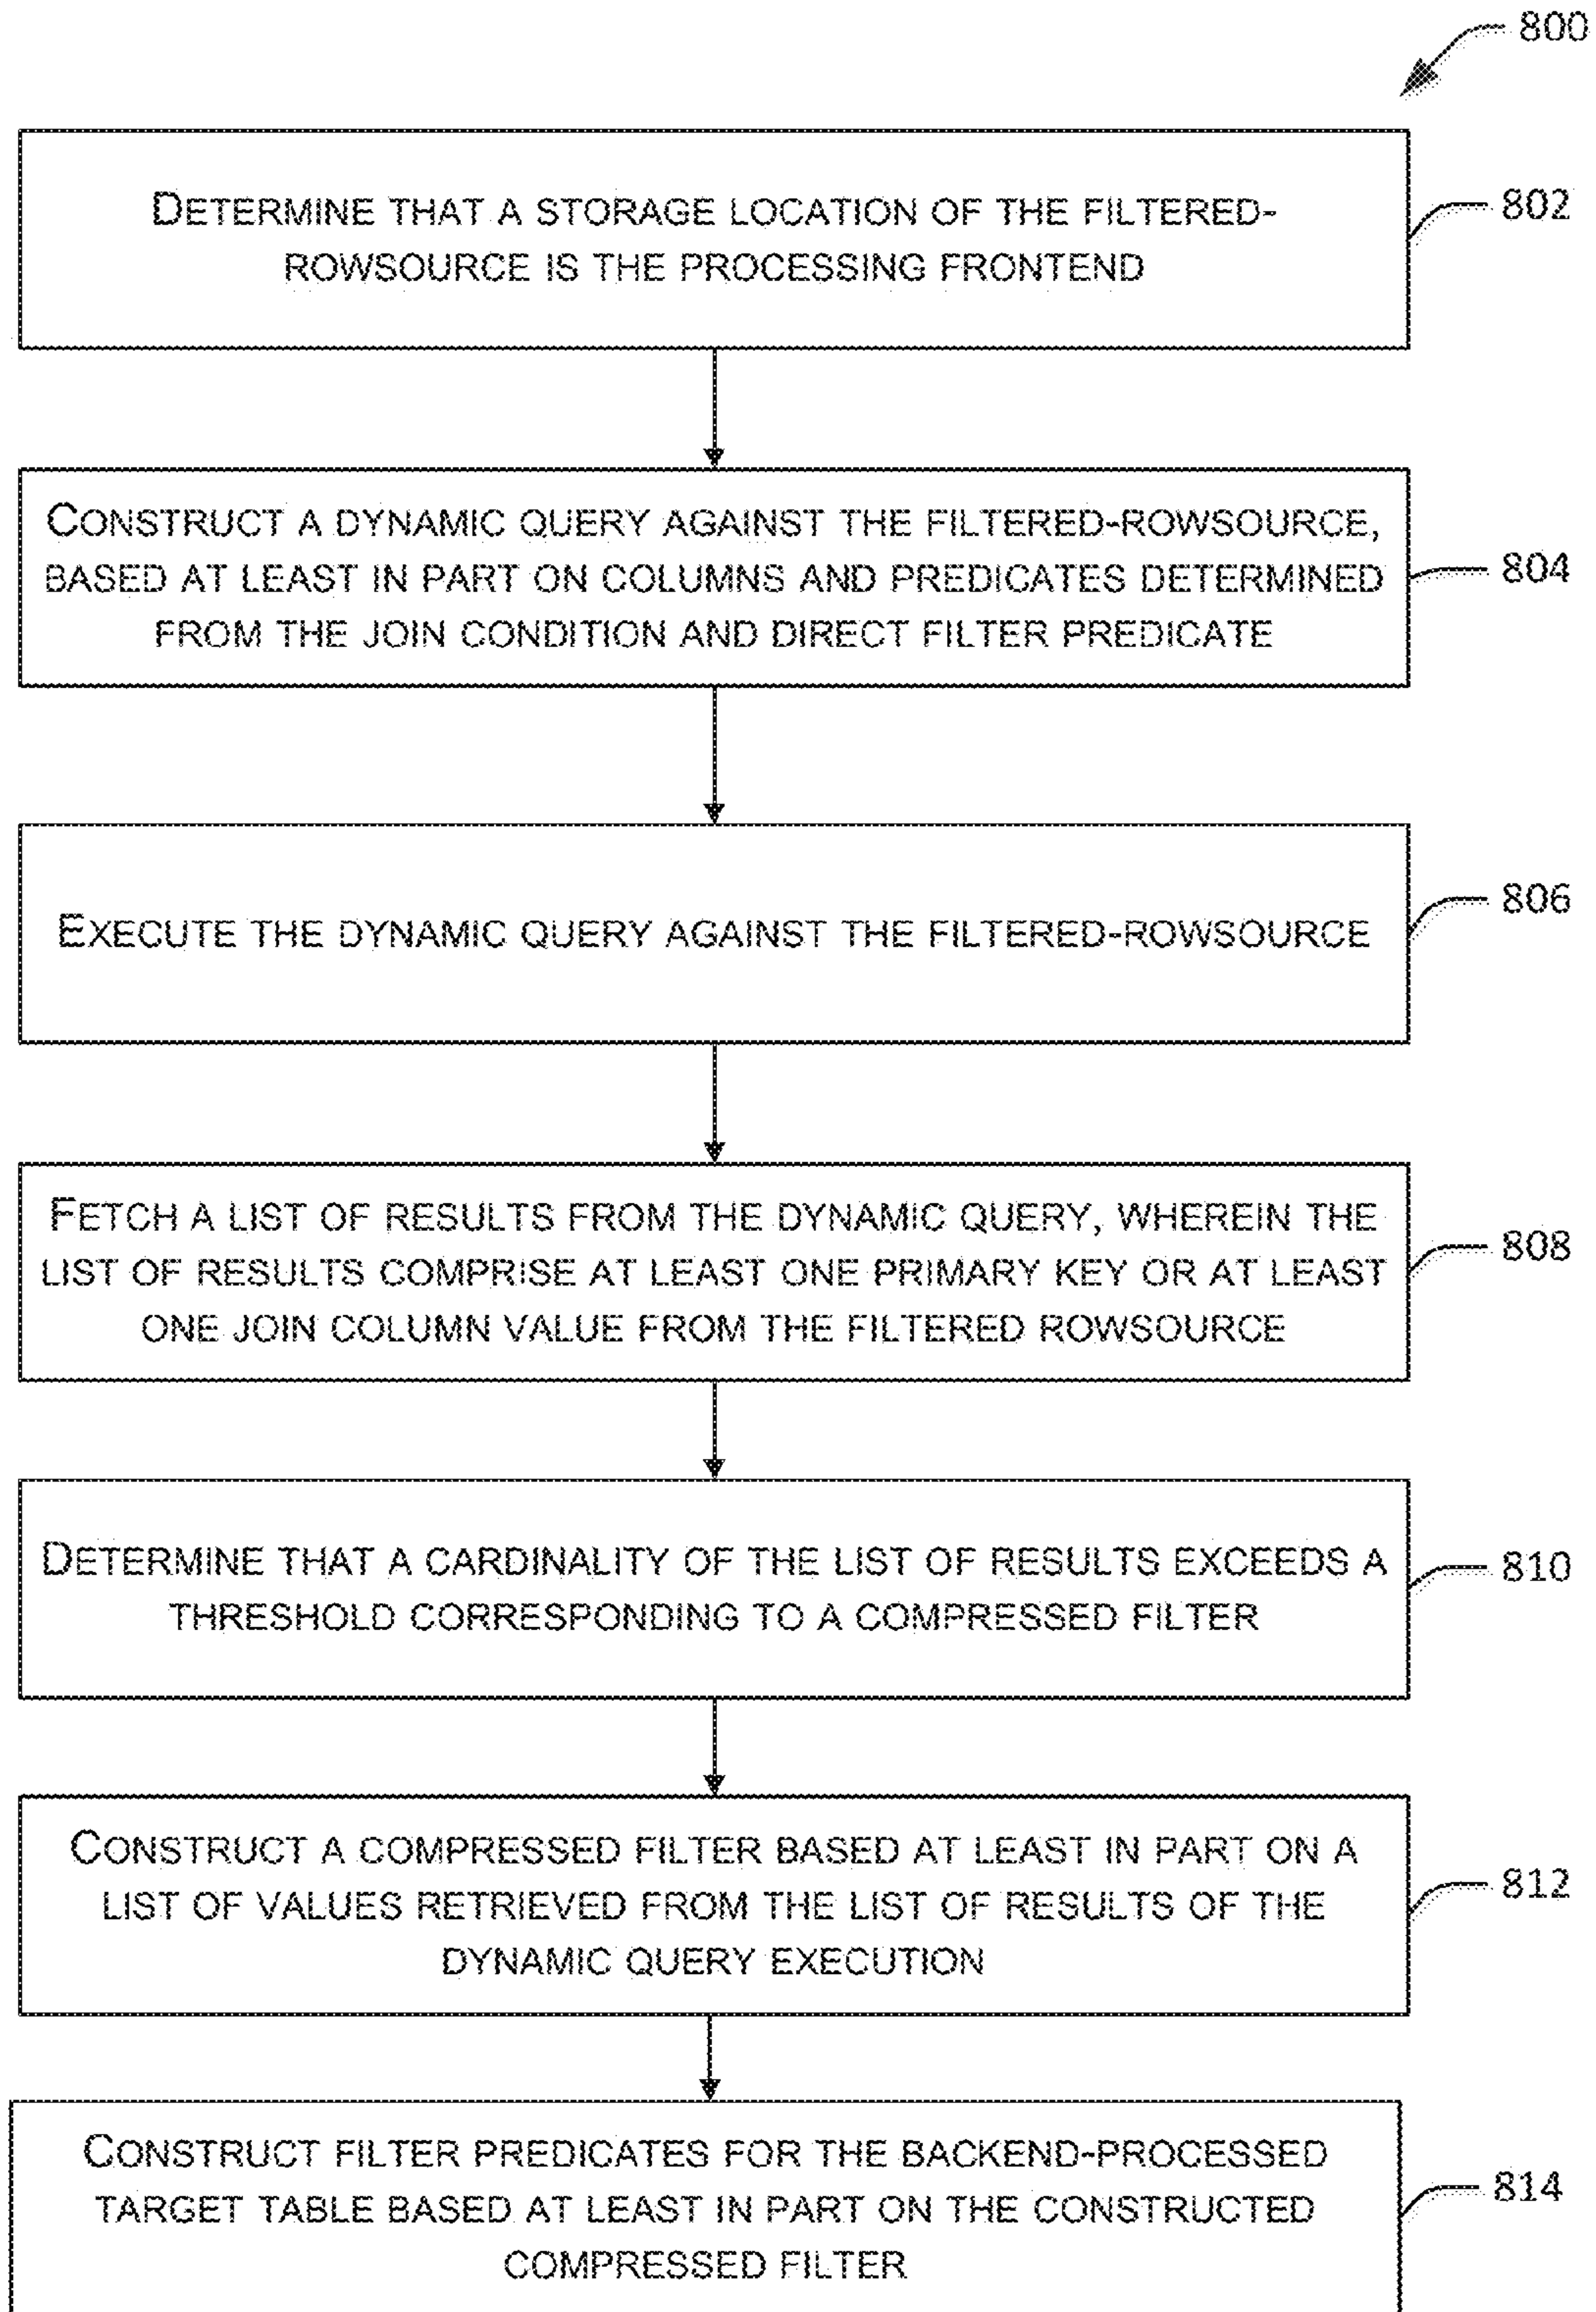 800
DETERMINE THAT A STORAGE LOCATION OF THE FILTERED-
ROWSOURCE IS THE PROCESSING FRONTEND
802
CONSTRUCT A DYNAMIC QUERY AGAINST THE FILTERED-ROWSOURCE,
BASED AT LEAST IN PART ON COLUMNS AND PREDICATES DETERMINED
FROM THE JOIN CONDITION AND DIRECT FILTER PREDICATE
804
EXECUTE THE DYNAMIC QUERY AGAINST THE FILTERED-ROWSOURCE
806
FETCH A LIST OF RESULTS FROM THE DYNAMIC QUERY, WHEREIN THE
LIST OF RESULTS COMPRISE AT LEAST ONE PRIMARY KEY OR AT LEAST
ONE JOIN COLUMN VALUE FROM THE FILTERED ROWSOURCE
808
DETERMINE THAT A CARDINALITY OF THE LIST OF RESULTS EXCEEDS A
THRESHOLD CORRESPONDING TO A COMPRESSED FILTER
810
CONSTRUCT A COMPRESSED FILTER BASED AT LEAST IN PART ON A
LIST OF VALUES RETRIEVED FROM THE LIST OF RESULTS OF THE
DYNAMIC QUERY EXECUTION
812
CONSTRUCT FILTER PREDICATES FOR THE BACKEND-PROCESSED
TARGET TABLE BASED AT LEAST IN PART ON THE CONSTRUCTED
COMPRESSED FILTER
814